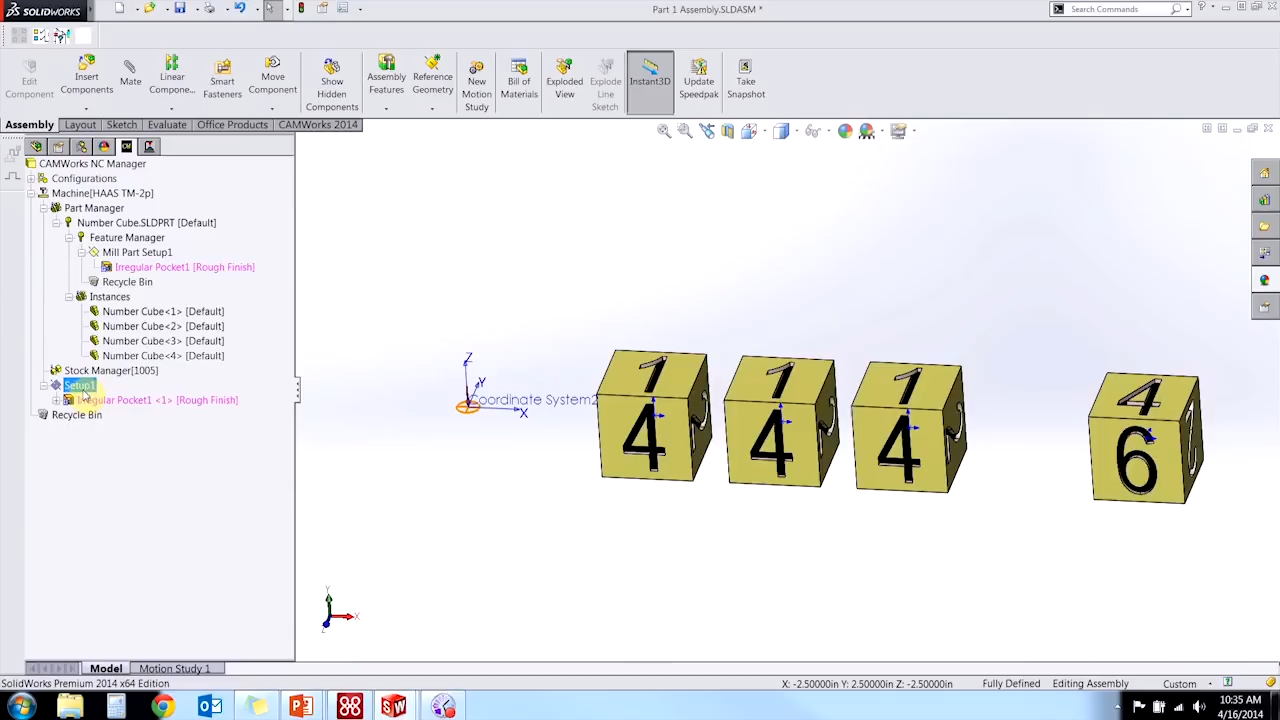 SOLIDWORKS
Part 1 Assembly.SLDASM *
Search Commands
Edit Component
Insert Components
Mate
Linear Compone...
Smart Fasteners
Move Component
Show Hidden Components
Assembly Features
Reference Geometry
New Motion Study
Bill of Materials
Exploded View
Explode Line Sketch
Instant3D
Update Speedpak
Take Snapshot
Assembly
Layout
Sketch
Evaluate
Office Products
CAMWorks 2014
CAMWorks NC Manager
Configurations
Machine[HAAS TM-2p]
Part Manager
Number Cube.SLDPRT [Default]
Feature Manager
Mill Part Setup1
Irregular Pocket1 [Rough Finish]
Recycle Bin
Instances
Number Cube<1> [Default]
Number Cube<2> [Default]
Number Cube<3> [Default]
Number Cube<4> [Default]
Stock Manager[1005]
Setup1
Irregular Pocket1 <1> [Rough Finish]
Recycle Bin
Z
Y
X
Coordinate System2
1 1 1 4
4 4 4 6
Y
X
Z
Model
Motion Study 1
SolidWorks Premium 2014 x64 Edition
X: -2.50000in Y: 2.50000in Z: -2.50000in
Fully Defined
Editing Assembly
Custom
10:35 AM
4/16/2014